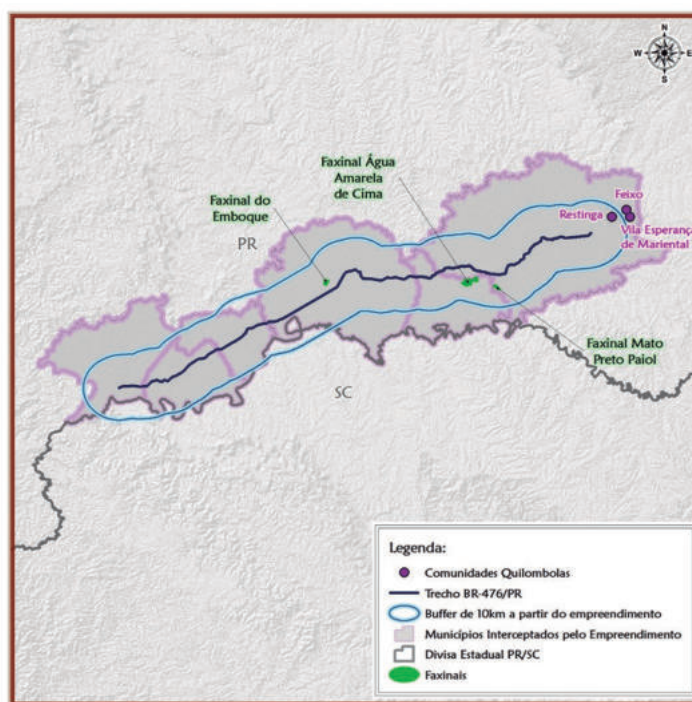 N
W
E
S
Faxinal Água
Amarela
de Cima
Faxinal do
Emboque
Feixo
Restinga
Vila Esperança
de Mariental
PR
Faxinal Mato
Preto Paiol
SC
Legenda:
Comunidades Quilombolas
Trecho BR-476/PR
Buffer de 10km a partir do empreendimento
Municípios Interceptados pelo Empreendimento
Divisa Estadual PR/SC
Faxinais